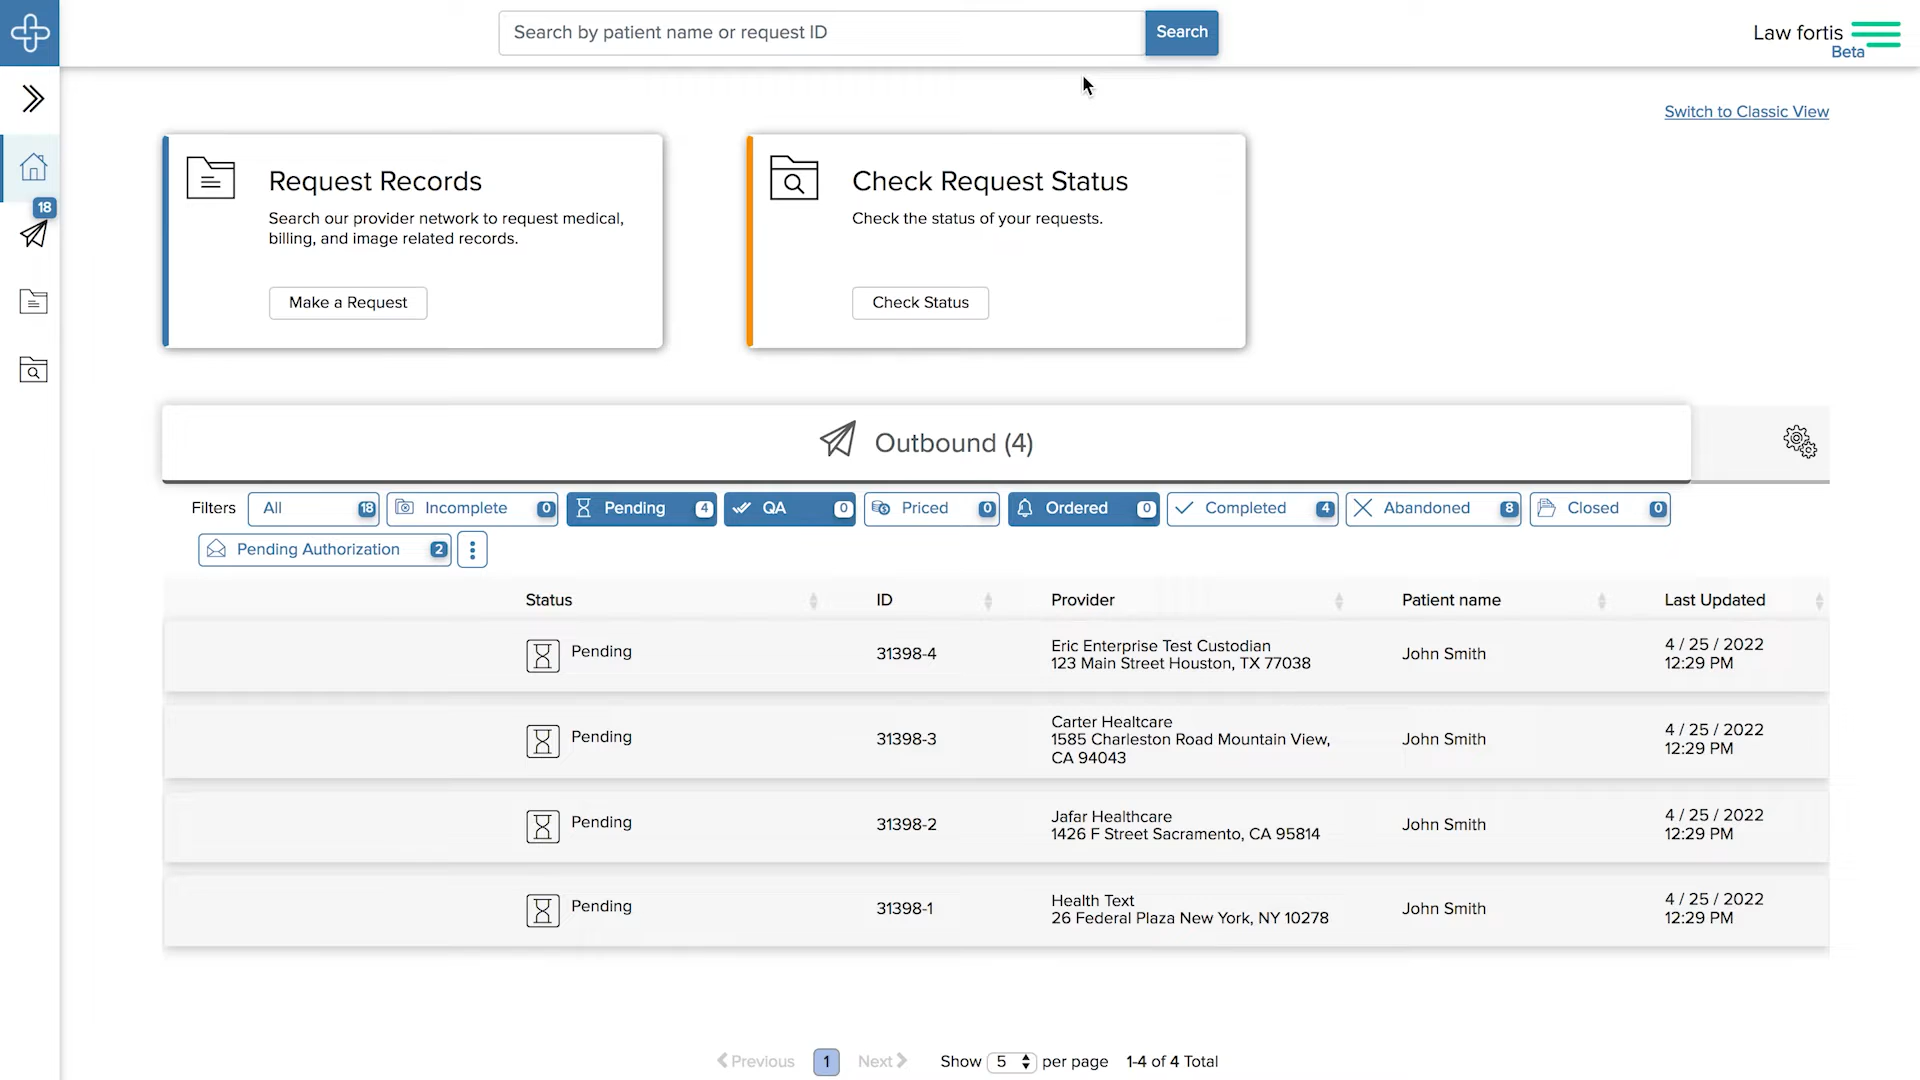 Search by patient name or request ID
Search
Law fortis
Beta
Switch to Classic View
Request Records
Search our provider network to request medical,
billing, and image related records.
Make a Request
Check Request Status
Check the status of your requests.
Check Status
18
Outbound (4)
Filters All 18 Incomplete 0 Pending 4 QA 0 Priced 0 Ordered 0 Completed 4 Abandoned 8 Closed 0
Pending Authorization 2
Status ID Provider Patient name Last Updated
Pending 31398-4 Eric Enterprise Test Custodian
123 Main Street Houston, TX 77038 John Smith 4 / 25 / 2022
12:29 PM
Pending 31398-3 Carter Healtcare
1585 Charleston Road Mountain View,
CA 94043 John Smith 4 / 25 / 2022
12:29 PM
Pending 31398-2 Jafar Healthcare
1426 F Street Sacramento, CA 95814 John Smith 4 / 25 / 2022
12:29 PM
Pending 31398-1 Health Text
26 Federal Plaza New York, NY 10278 John Smith 4 / 25 / 2022
12:29 PM
Previous 1 Next Show 5 per page 1-4 of 4 Total